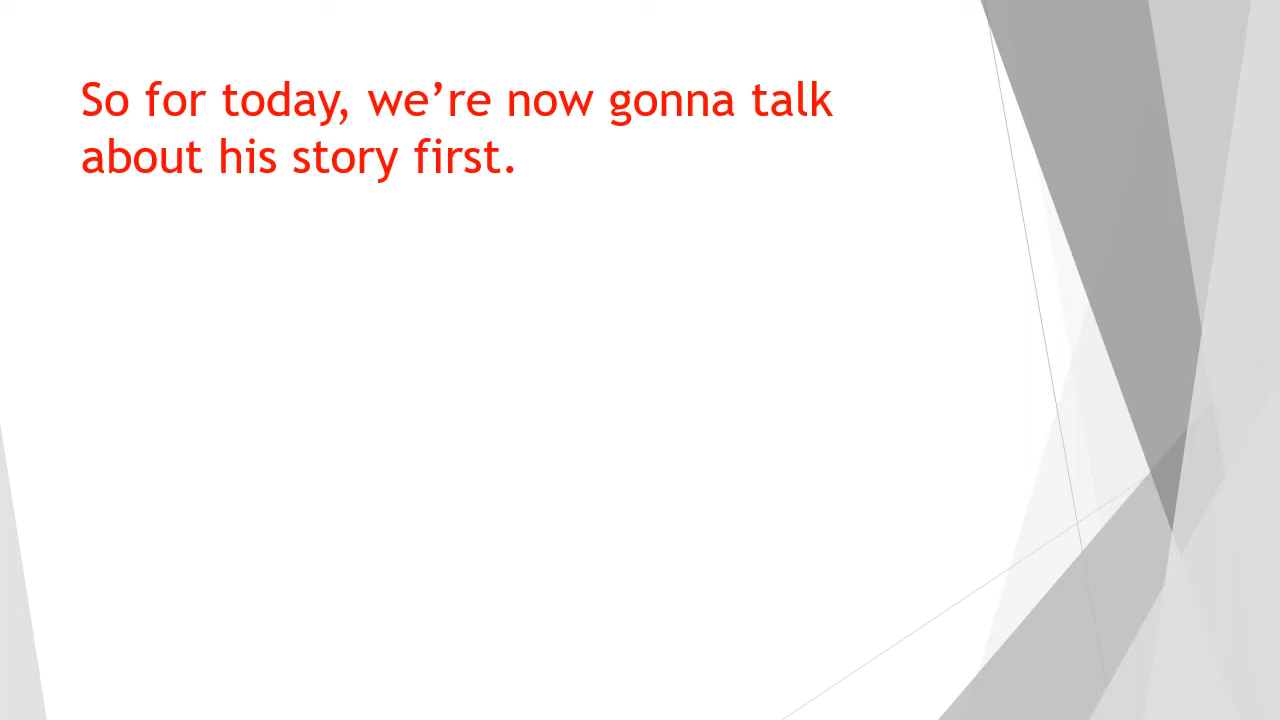 So for today, we’re now gonna talk
about his story first.